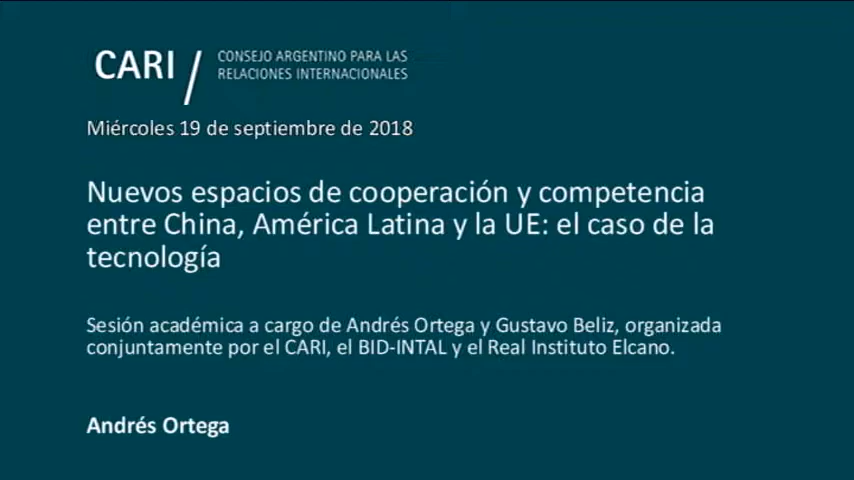 CARI /
CONSEJO ARGENTINO PARA LAS
RELACIONES INTERNACIONALES
Miércoles 19 de septiembre de 2018
Nuevos espacios de cooperación y competencia
entre China, América Latina y la UE: el caso de la
tecnología
Sesión académica a cargo de Andrés Ortega y Gustavo Beliz, organizada
conjuntamente por el CARI, el BID-INTAL y el Real Instituto Elcano.
Andrés Ortega